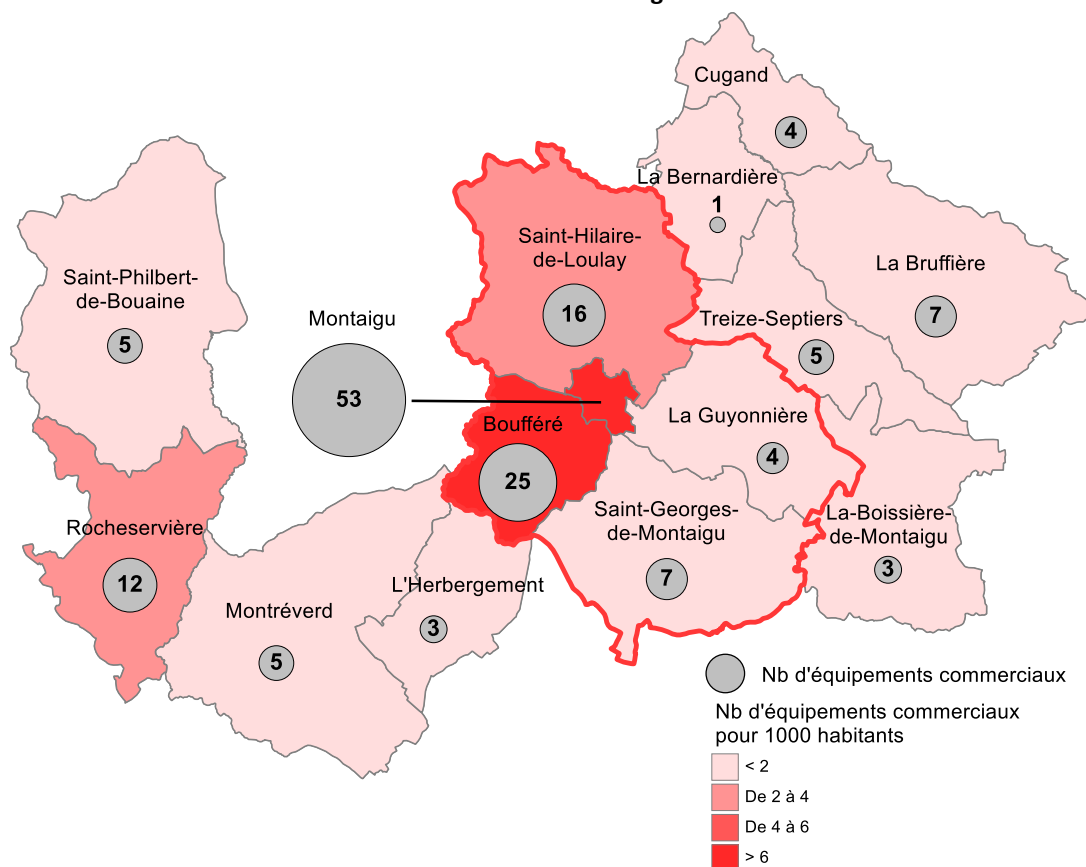 Cugand
4
La Bernardière
1
Saint-Hilaire-
de-Loulay
16
La Bruffière
7
Saint-Philbert-
de-Bouaine
5
Montaigu
53
Treize-Septiers
5
La Guyonnière
4
Boufféré
25
Saint-Georges-
de-Montaigu
7
La-Boissière-
de-Montaigu
3
Rocheservière
12
L'Herbergement
3
Montréverd
5
Nb d'équipements commerciaux
Nb d'équipements commerciaux
pour 1000 habitants
< 2
De 2 à 4
De 4 à 6
> 6